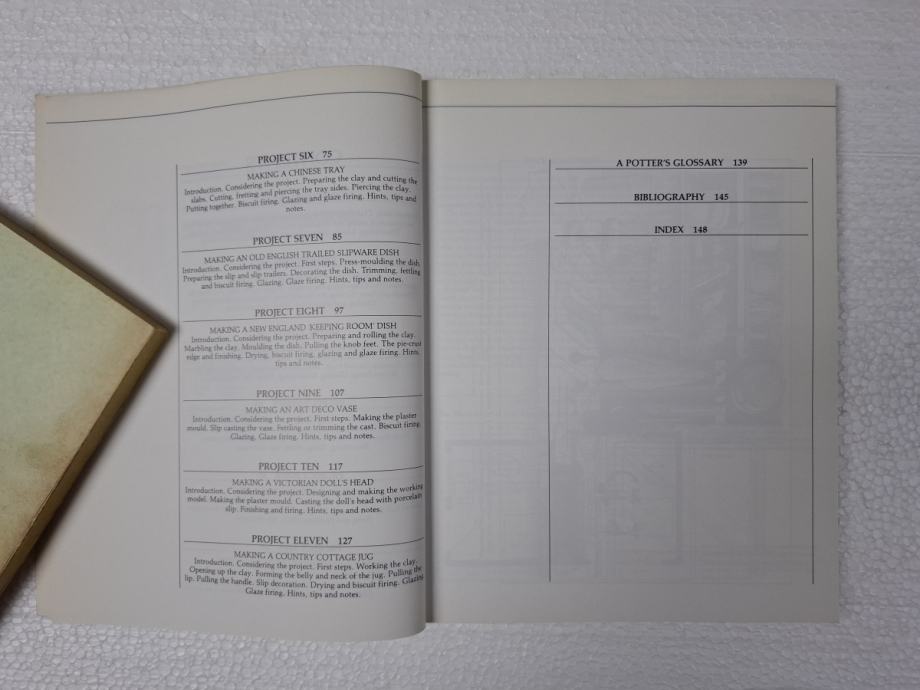 PROJECT SIX 75
MAKING A CHINESE TRAY
Introduction. Considering the project. Preparing the clay and cutting the
slabs. Cutting, fretting and piercing the tray sides. Piercing the clay.
Putting together. Biscuit firing. Glazing and glaze firing. Hints, tips and
notes.
PROJECT SEVEN 85
MAKING AN OLD ENGLISH TRAILED SLIPWARE DISH
Introduction. Considering the project. First steps. Press-moulding the dish.
Preparing the slip and slip trailers. Decorating the dish. Trimming, fettling
and biscuit firing. Glazing. Glaze firing. Hints, tips and notes.
PROJECT EIGHT 97
MAKING A NEW ENGLAND 'KEEPING ROOM' DISH
Introduction. Considering the project. Preparing and rolling the clay.
Marbling the clay. Moulding the dish. Pulling the knob feet. The pie-crust
edge and finishing. Drying, biscuit firing, glazing and glaze firing. Hints,
tips and notes.
PROJECT NINE 107
MAKING AN ART DECO VASE
Introduction. Considering the project. First steps. Making the plaster
mould. Slip casting the vase. Fettling or trimming the cast. Biscuit firing.
Glazing. Glaze firing. Hints, tips and notes.
PROJECT TEN 117
MAKING A VICTORIAN DOLL'S HEAD
Introduction. Considering the project. Designing and making the working
model. Making the plaster mould. Casting the doll's head with porcelain
slip. Finishing and firing. Hints, tips and notes.
PROJECT ELEVEN 127
MAKING A COUNTRY COTTAGE JUG
Introduction. Considering the project. First steps. Working the clay.
Opening up the clay. Forming the belly and neck of the jug. Pulling the
lip. Pulling the handle. Slip decoration. Drying and biscuit firing. Glazing.
Glaze firing. Hints, tips and notes.
A POTTER'S GLOSSARY 139
BIBLIOGRAPHY 145
INDEX 148